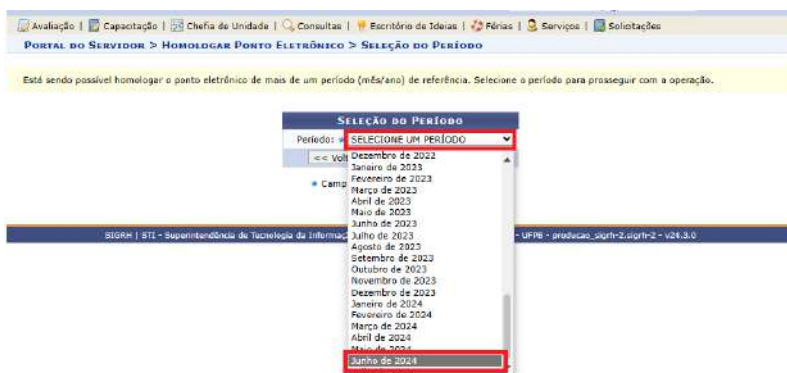 Avaliação | Capacitação | Chefia de Unidade | Consultas | Escritório de Ideias | Férias | Serviços | Solicitações
PORTAL DO SERVIDOR > HOMOLOGAR PONTO ELETRÔNICO > SELEÇÃO DO PERÍODO
Está sendo possível homologar o ponto eletrônico de mais de um período (mês/ano) de referência. Selecione o período para prosseguir com a operação.
SELEÇÃO DO PERÍODO
Período: SELECIONE UM PERÍODO
<< Volt
Dezembro de 2022
Janeiro de 2023
Fevereiro de 2023
Camp
Março de 2023
Abril de 2023
Maio de 2023
Junho de 2023
SIGRH | STI - Superintendência de Tecnologia da Informaç
Julho de 2023
- UFPB - producao_sigrh-2.sigrh-2 - v24.3.0
Agosto de 2023
Setembro de 2023
Outubro de 2023
Novembro de 2023
Dezembro de 2023
Janeiro de 2024
Fevereiro de 2024
Março de 2024
Abril de 2024
Maio de 2024
Junho de 2024